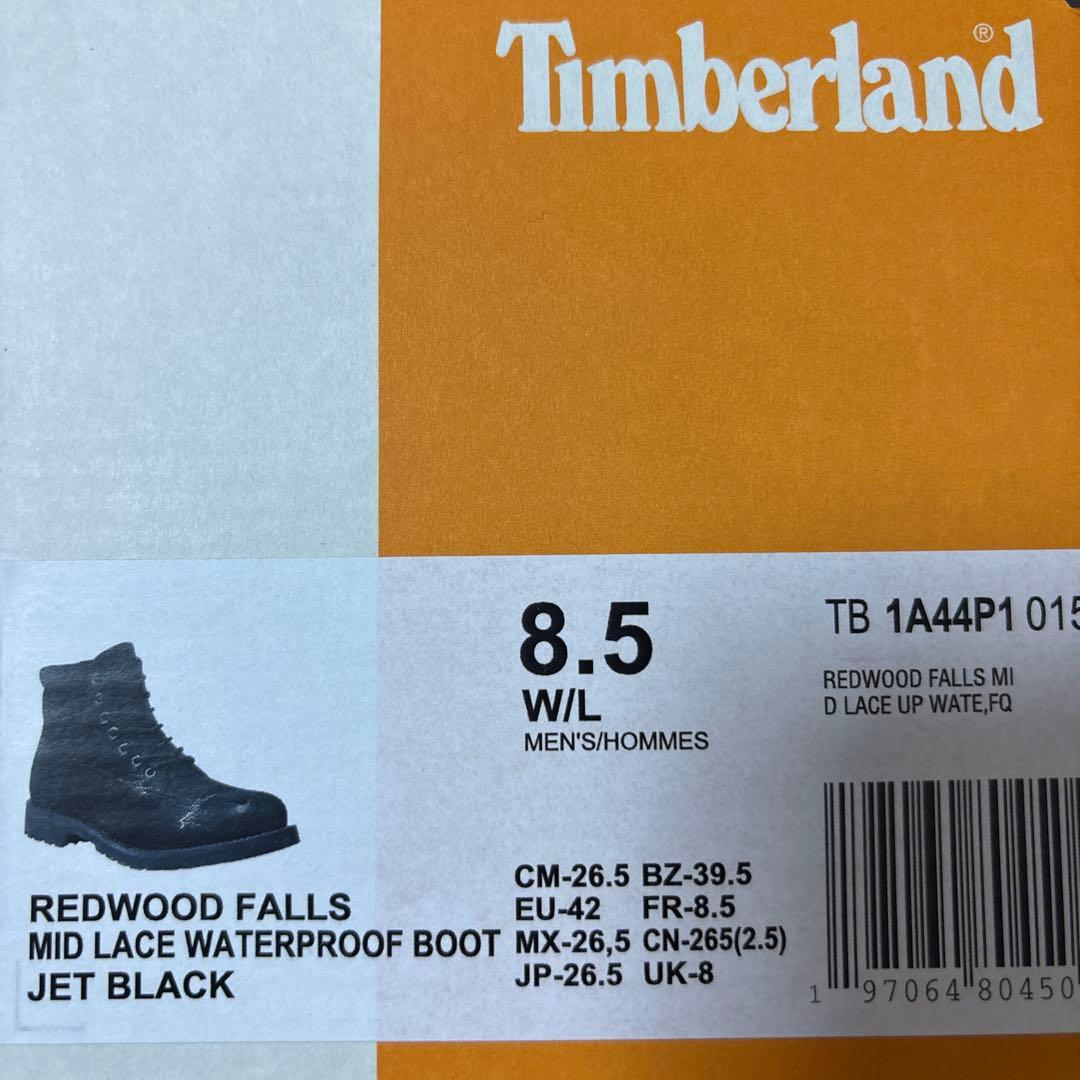 Timberland®
8.5
W/L
MEN'S/HOMMES
TB 1A44P1 015
REDWOOD FALLS MI
D LACE UP WATE,FQ
REDWOOD FALLS
MID LACE WATERPROOF BOOT
JET BLACK
CM-26.5 BZ-39.5
EU-42 FR-8.5
MX-26,5 CN-265(2.5)
JP-26.5 UK-8
1 97064 80450